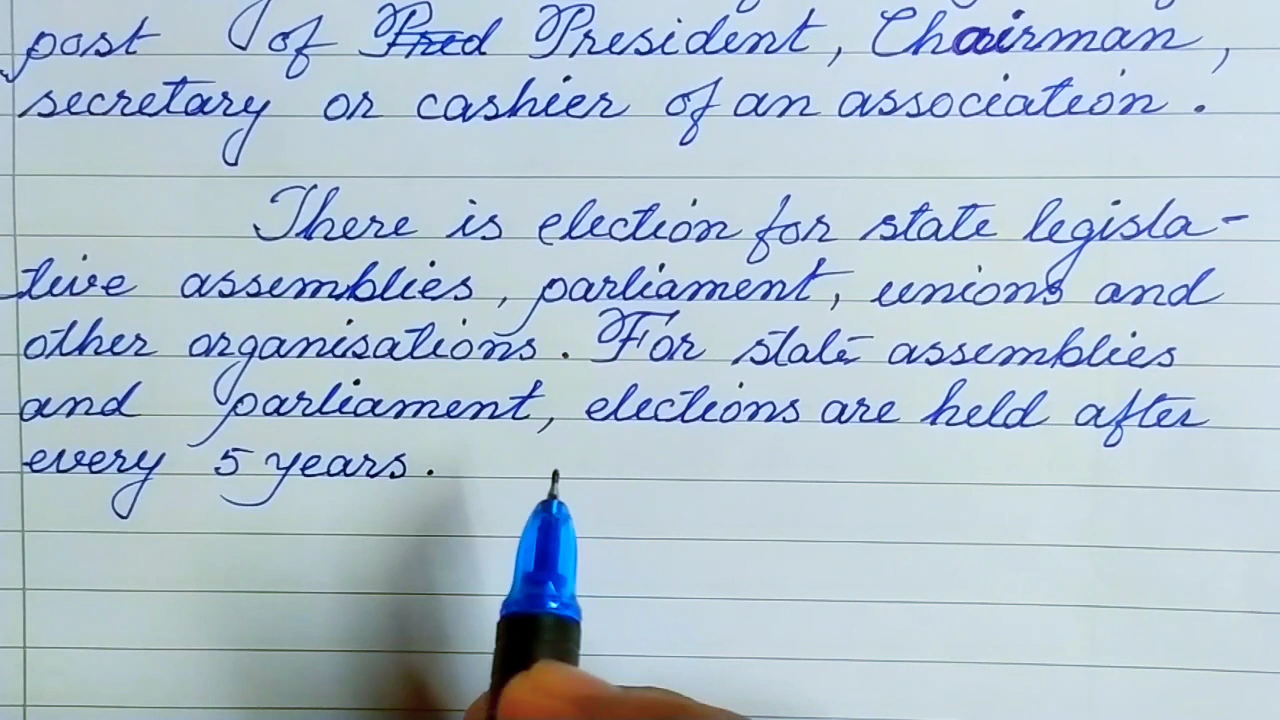 post of Pred President, Chairman,
secretary or cashier of an association.
There is election for state legisla-
tive assemblies, parliament, unions and
other organisations. For state assemblies
and parliament, elections are held after
every 5 years.